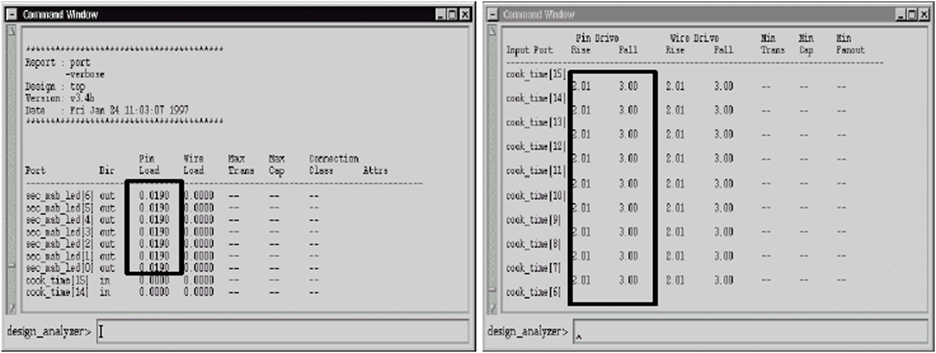 Command Window
****************************************
Report : port
-verbose
Design : top
Version: v3.4b
Date : Fri Jan 24 11:03:07 1997
****************************************
Pin Wire Max Max Connection
Port Dir Load Load Trans Cap Class Attrs
--------------------------------------------------------------------------------
sec_msb_led[6] out 0.0190 0.0000 -- -- --
sec_msb_led[5] out 0.0190 0.0000 -- -- --
sec_msb_led[4] out 0.0190 0.0000 -- -- --
sec_msb_led[3] out 0.0190 0.0000 -- -- --
sec_msb_led[2] out 0.0190 0.0000 -- -- --
sec_msb_led[1] out 0.0190 0.0000 -- -- --
sec_msb_led[0] out 0.0190 0.0000 -- -- --
cook_time[15] in 0.0000 0.0000 -- -- --
cook_time[14] in 0.0000 0.0000 -- -- --
design_analyzer>
Command Window
Pin Drive Wire Drive Min Min Min
Input Port Rise Fall Rise Fall Trans Cap Fanout
--------------------------------------------------------------------------------
cook_time[15]
2.01 3.00 2.01 3.00 -- -- --
cook_time[14]
2.01 3.00 2.01 3.00 -- -- --
cook_time[13]
2.01 3.00 2.01 3.00 -- -- --
cook_time[12]
2.01 3.00 2.01 3.00 -- -- --
cook_time[11]
2.01 3.00 2.01 3.00 -- -- --
cook_time[10]
2.01 3.00 2.01 3.00 -- -- --
cook_time[9]
2.01 3.00 2.01 3.00 -- -- --
cook_time[8]
2.01 3.00 2.01 3.00 -- -- --
cook_time[7]
2.01 3.00 2.01 3.00 -- -- --
cook_time[6]
design_analyzer>